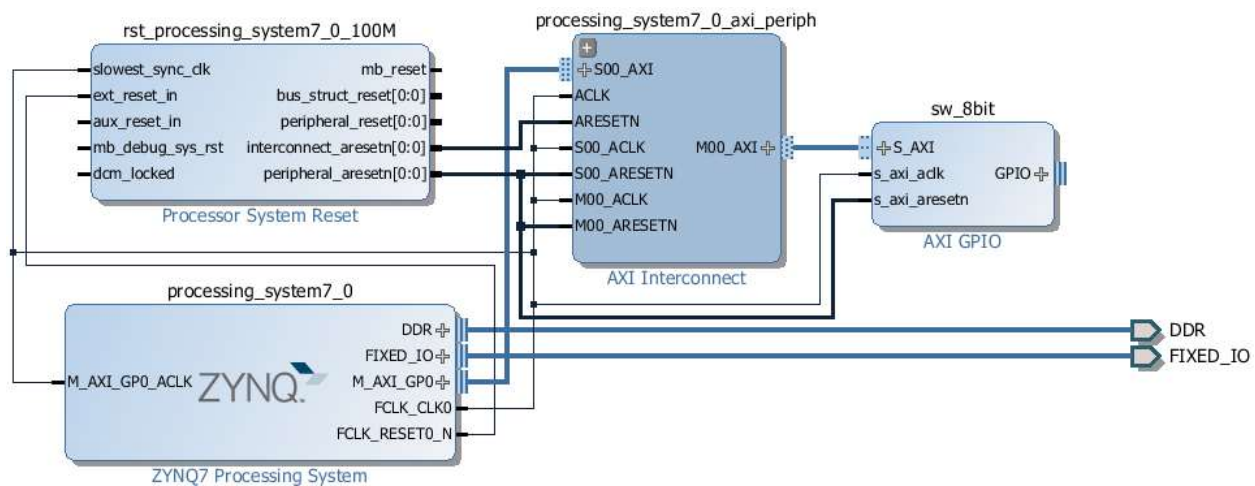 rst_processing_system7_0_100M
slowest_sync_clk
ext_reset_in
aux_reset_in
mb_debug_sys_rst
dcm_locked
mb_reset
bus_struct_reset[0:0]
peripheral_reset[0:0]
interconnect_aresetn[0:0]
peripheral_aresetn[0:0]
Processor System Reset
processing_system7_0_axi_periph
S00_AXI
ACLK
ARESETN
S00_ACLK
S00_ARESETN
M00_ACLK
M00_ARESETN
M00_AXI
AXI Interconnect
sw_8bit
S_AXI
s_axi_aclk
s_axi_aresetn
GPIO
AXI GPIO
processing_system7_0
M_AXI_GP0_ACLK
ZYNQ.
DDR
FIXED_IO
M_AXI_GP0
FCLK_CLK0
FCLK_RESET0_N
ZYNQ7 Processing System
DDR
FIXED_IO